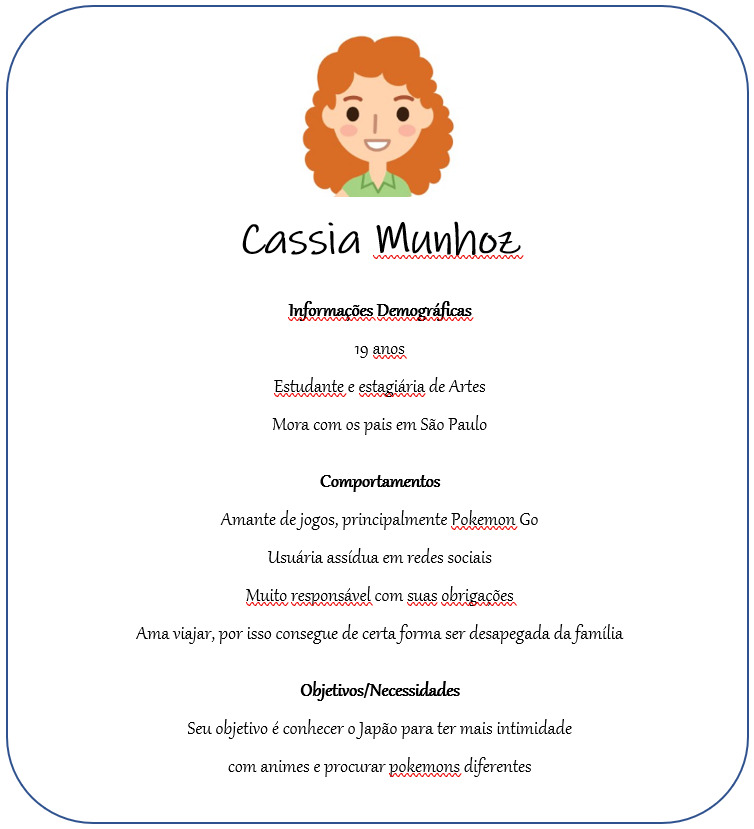 Cassia Munhoz
Informações Demográficas
19 anos
Estudante e estagiária de Artes
Mora com os pais em São Paulo
Comportamentos
Amante de jogos, principalmente Pokemon Go
Usuária assídua em redes sociais
Muito responsável com suas obrigações
Ama viajar, por isso consegue de certa forma ser desapegada da família
Objetivos/Necessidades
Seu objetivo é conhecer o Japão para ter mais intimidade
com animes e procurar pokemons diferentes